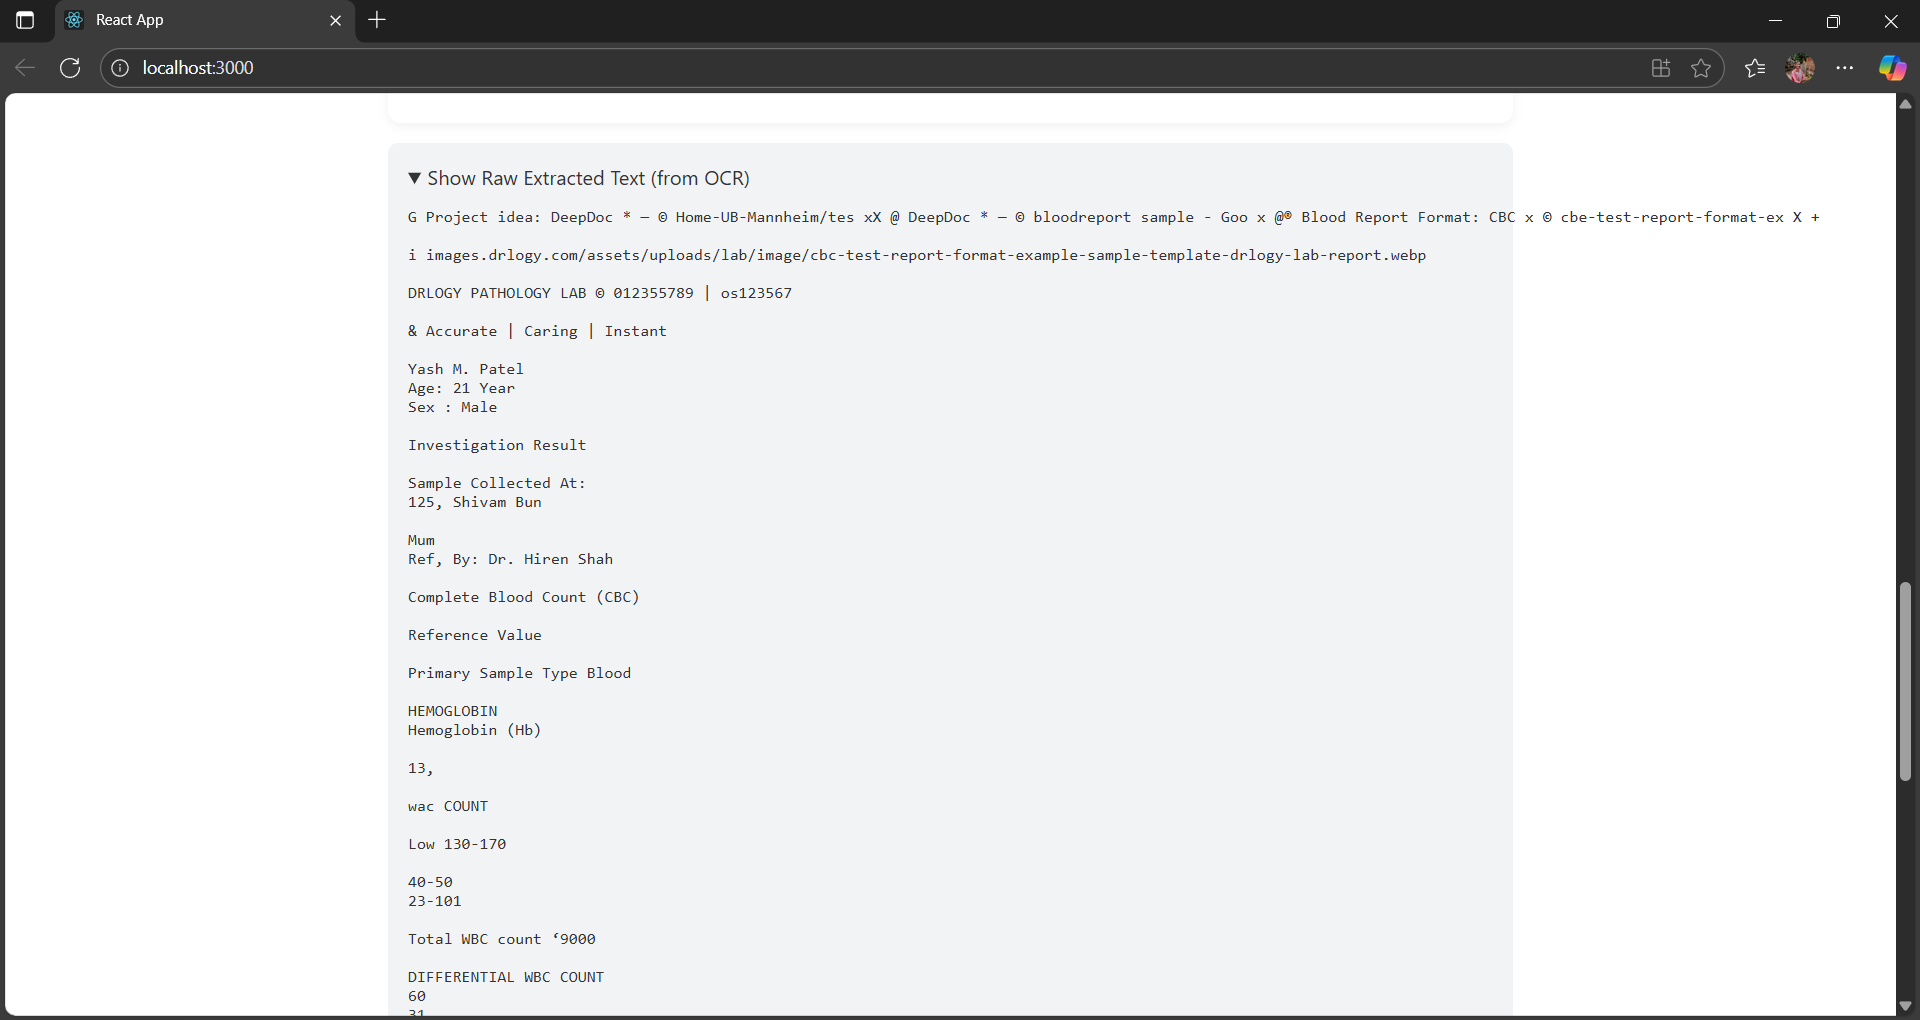 React App
localhost:3000
▼ Show Raw Extracted Text (from OCR)
G Project idea: DeepDoc * — © Home-UB-Mannheim/tes xX @ DeepDoc * — © bloodreport sample - Goo x @® Blood Report Format: CBC x © cbe-test-report-format-ex X +
i images.drlogy.com/assets/uploads/lab/image/cbc-test-report-format-example-sample-template-drlogy-lab-report.webp
DRLOGY PATHOLOGY LAB © 012355789 | os123567
& Accurate | Caring | Instant
Yash M. Patel
Age: 21 Year
Sex : Male
Investigation Result
Sample Collected At:
125, Shivam Bun
Mum
Ref, By: Dr. Hiren Shah
Complete Blood Count (CBC)
Reference Value
Primary Sample Type Blood
HEMOGLOBIN
Hemoglobin (Hb)
13,
wac COUNT
Low 130-170
40-50
23-101
Total WBC count ‘9000
DIFFERENTIAL WBC COUNT
60
31